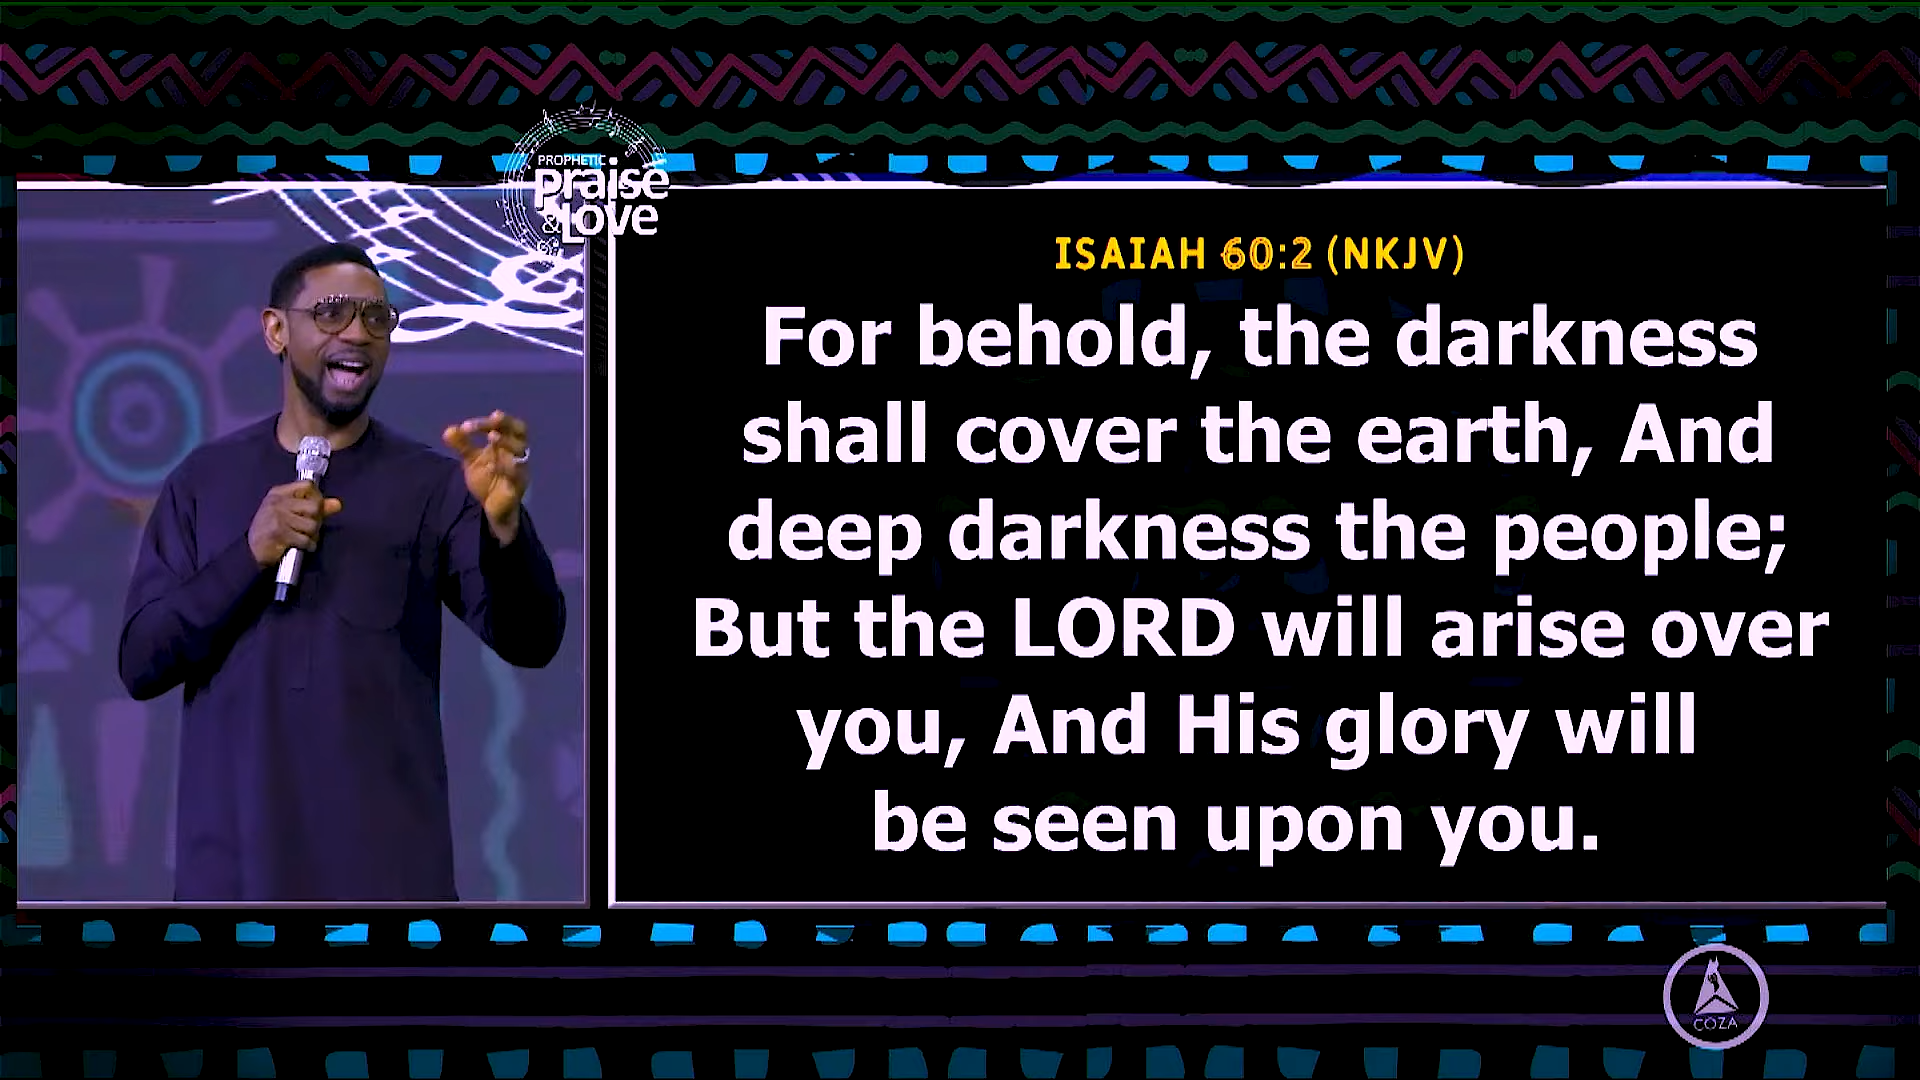 PROPHETIC
Praise
&Love
ISAIAH 60:2 (NKJV)
For behold, the darkness
shall cover the earth, And
deep darkness the people;
But the LORD will arise over
you, And His glory will
be seen upon you.
COZA